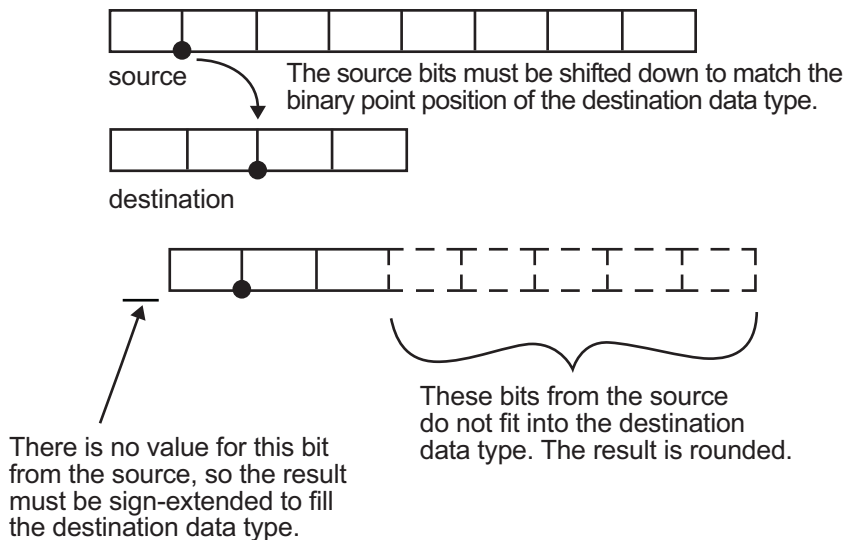 source
The source bits must be shifted down to match the
binary point position of the destination data type.
destination
These bits from the source
do not fit into the destination
data type. The result is rounded.
There is no value for this bit
from the source, so the result
must be sign-extended to fill
the destination data type.